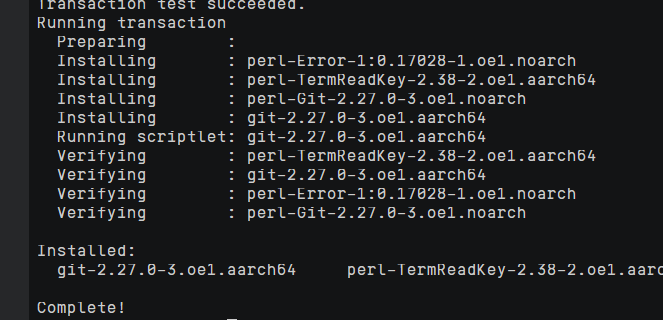 Transaction test succeeded.
Running transaction
  Preparing        :
  Installing       : perl-Error-1:0.17028-1.oe1.noarch
  Installing       : perl-TermReadKey-2.38-2.oe1.aarch64
  Installing       : perl-Git-2.27.0-3.oe1.noarch
  Installing       : git-2.27.0-3.oe1.aarch64
  Running scriptlet: git-2.27.0-3.oe1.aarch64
  Verifying        : perl-TermReadKey-2.38-2.oe1.aarch64
  Verifying        : git-2.27.0-3.oe1.aarch64
  Verifying        : perl-Error-1:0.17028-1.oe1.noarch
  Verifying        : perl-Git-2.27.0-3.oe1.noarch
Installed:
  git-2.27.0-3.oe1.aarch64     perl-TermReadKey-2.38-2.oe1.aarc
Complete!